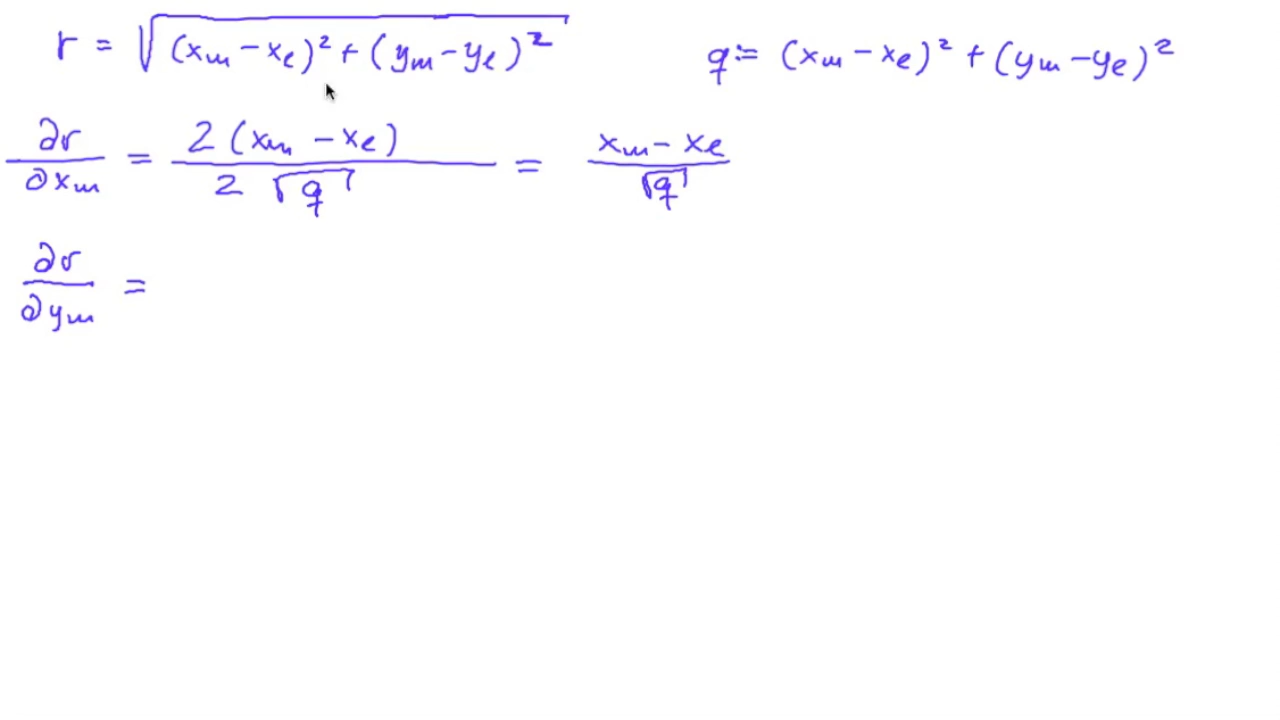 r = √((xₘ − xₑ)² + (yₘ − yₑ)²)    q := (xₘ − xₑ)² + (yₘ − yₑ)²
∂r/∂xₘ = 2 (xₘ − xₑ) / 2 √q = xₘ − xₑ / √q
∂r/∂yₘ =